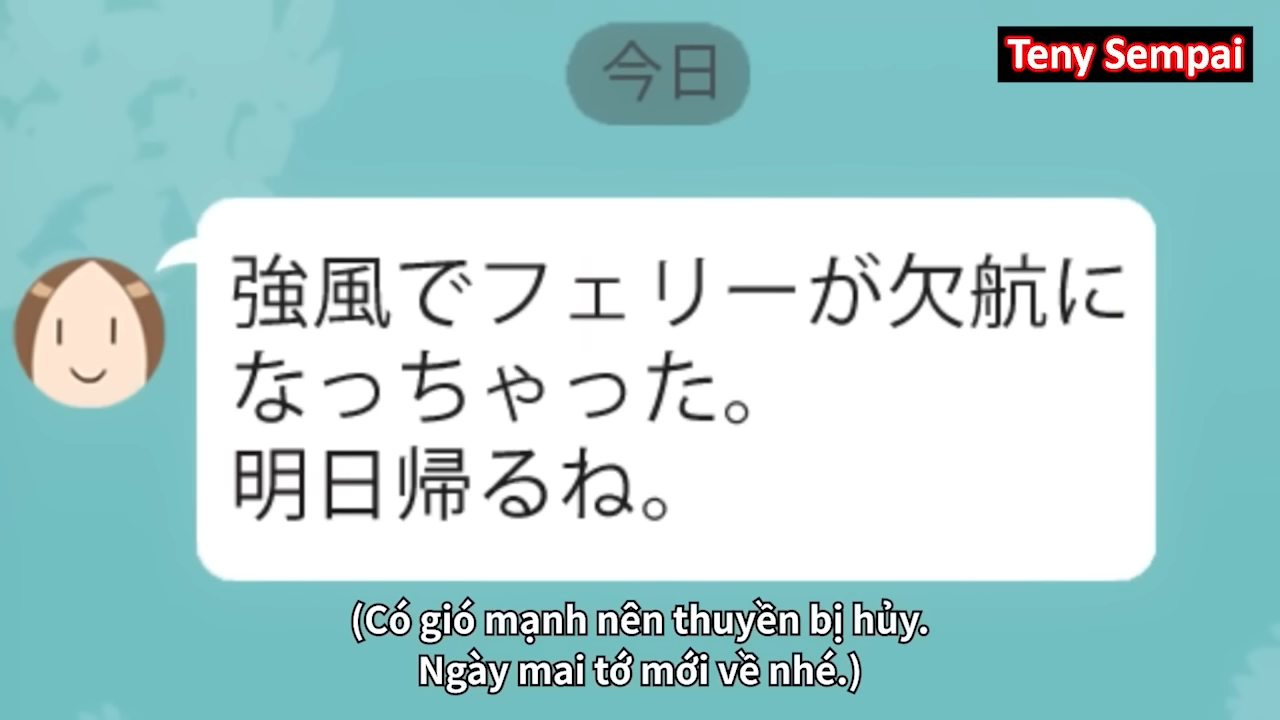 今日
Teny Sempai
強風でフェリーが欠航に
なっちゃった。
明日帰るね。
(Có gió mạnh nên thuyền bị hủy.
Ngày mai tớ mới về nhé.)